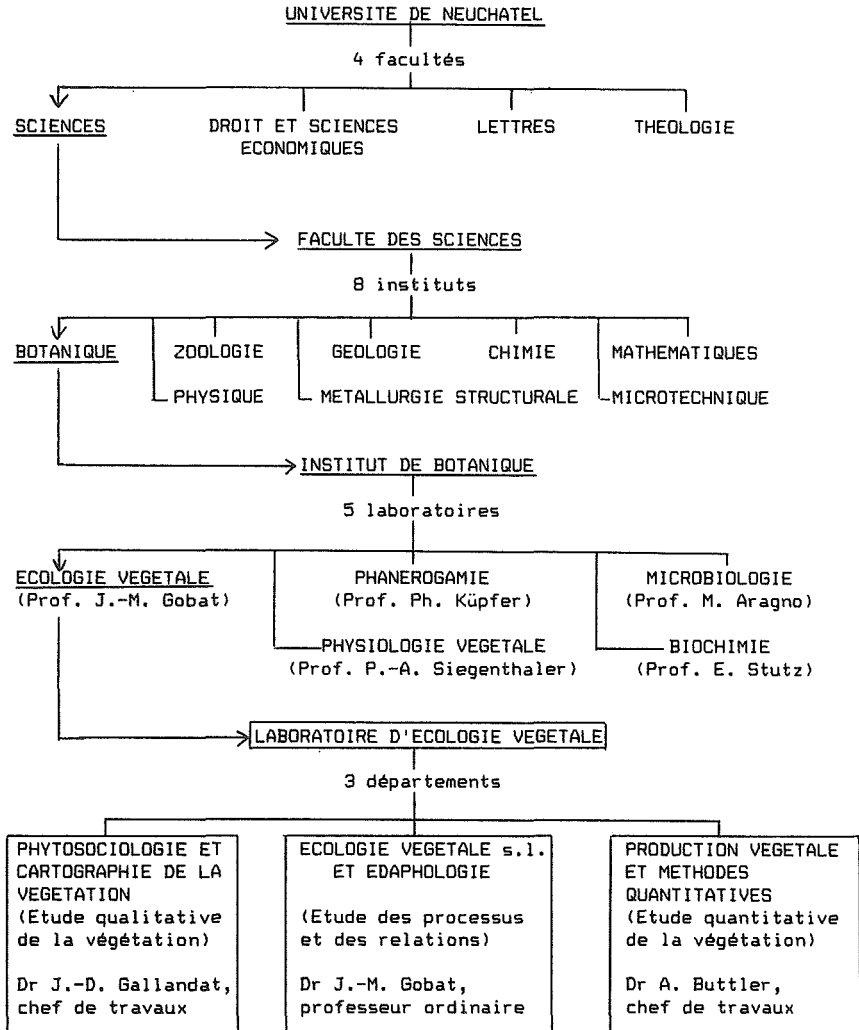 UNIVERSITE DE NEUCHATEL
4 facultés
SCIENCES DROIT ET SCIENCES LETTRES THEOLOGIE
ECONOMIQUES
FACULTE DES SCIENCES
8 instituts
BOTANIQUE ZOOLOGIE GEOLOGIE CHIMIE MATHEMATIQUES
PHYSIQUE METALLURGIE STRUCTURALE MICROTECHNIQUE
INSTITUT DE BOTANIQUE
5 laboratoires
ECOLOGIE VEGETALE PHANEROGAMIE MICROBIOLOGIE
(Prof. J.-M. Gobat) (Prof. Ph. Küpfer) (Prof. M. Aragno)
PHYSIOLOGIE VEGETALE BIOCHIMIE
(Prof. P.-A. Siegenthaler) (Prof. E. Stutz)
LABORATOIRE D'ECOLOGIE VEGETALE
3 départements
PHYTOSOCIOLOGIE ET
CARTOGRAPHIE DE LA
VEGETATION
(Etude qualitative
de la végétation)
Dr J.-D. Gallandat,
chef de travaux
ECOLOGIE VEGETALE s.l.
ET EDAPHOLOGIE
(Etude des processus
et des relations)
Dr J.-M. Gobat,
professeur ordinaire
PRODUCTION VEGETALE
ET METHODES
QUANTITATIVES
(Etude quantitative
de la végétation)
Dr A. Buttler,
chef de travaux